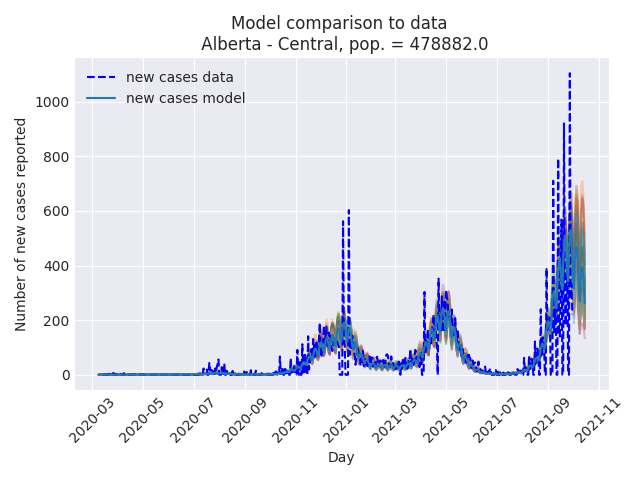 Model comparison to data
Alberta - Central, pop. = 478882.0
new cases data
new cases model
Number of new cases reported
1000
800
600
400
200
0
2020-03
2020-05
2020-07
2020-09
2020-11
2021-01
2021-03
2021-05
2021-07
2021-09
2021-11
Day